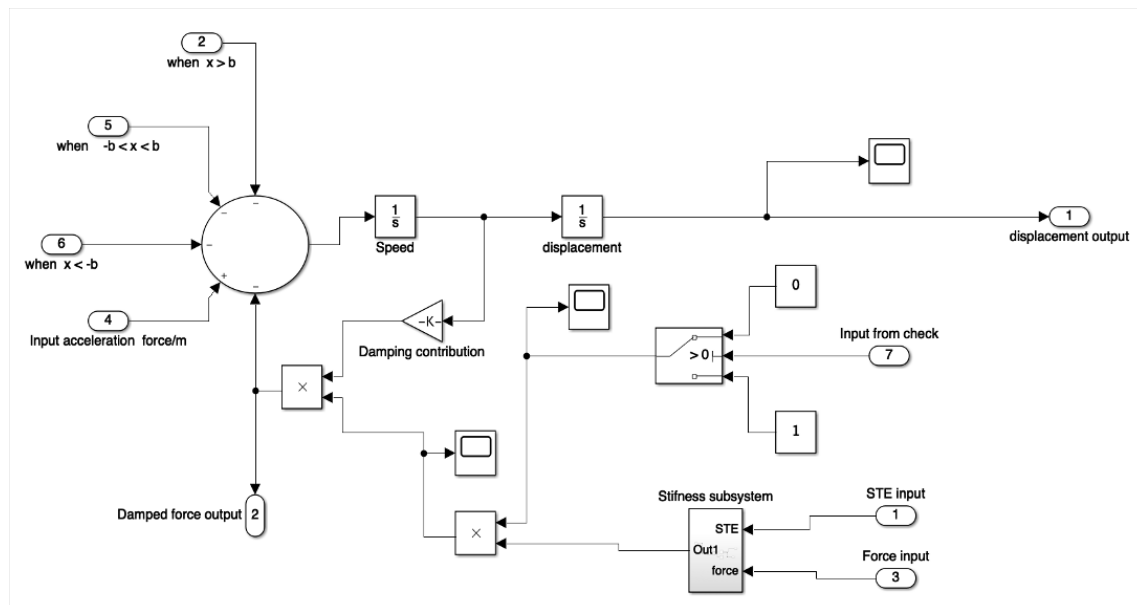 2
when x > b
5
when -b < x < b
6
when x < -b
4
Input acceleration force/m
−
−
−
+
−
1
s
Speed
1
s
displacement
1
displacement output
-K-
Damping contribution
0
Input from check
7
> 0
1
×
×
Damped force output
2
Stifness subsystem
STE
Out1
force
STE input
1
Force input
3